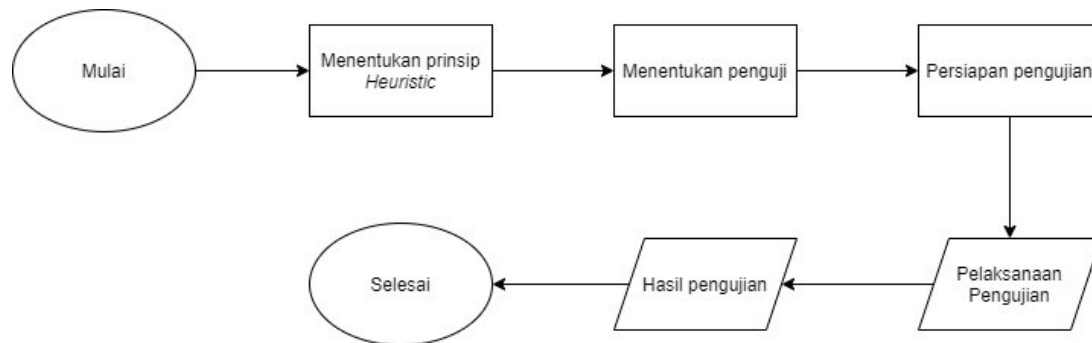 Mulai
Menentukan prinsip
Heuristic
Menentukan penguji
Persiapan pengujian
Pelaksanaan
Pengujian
Hasil pengujian
Selesai